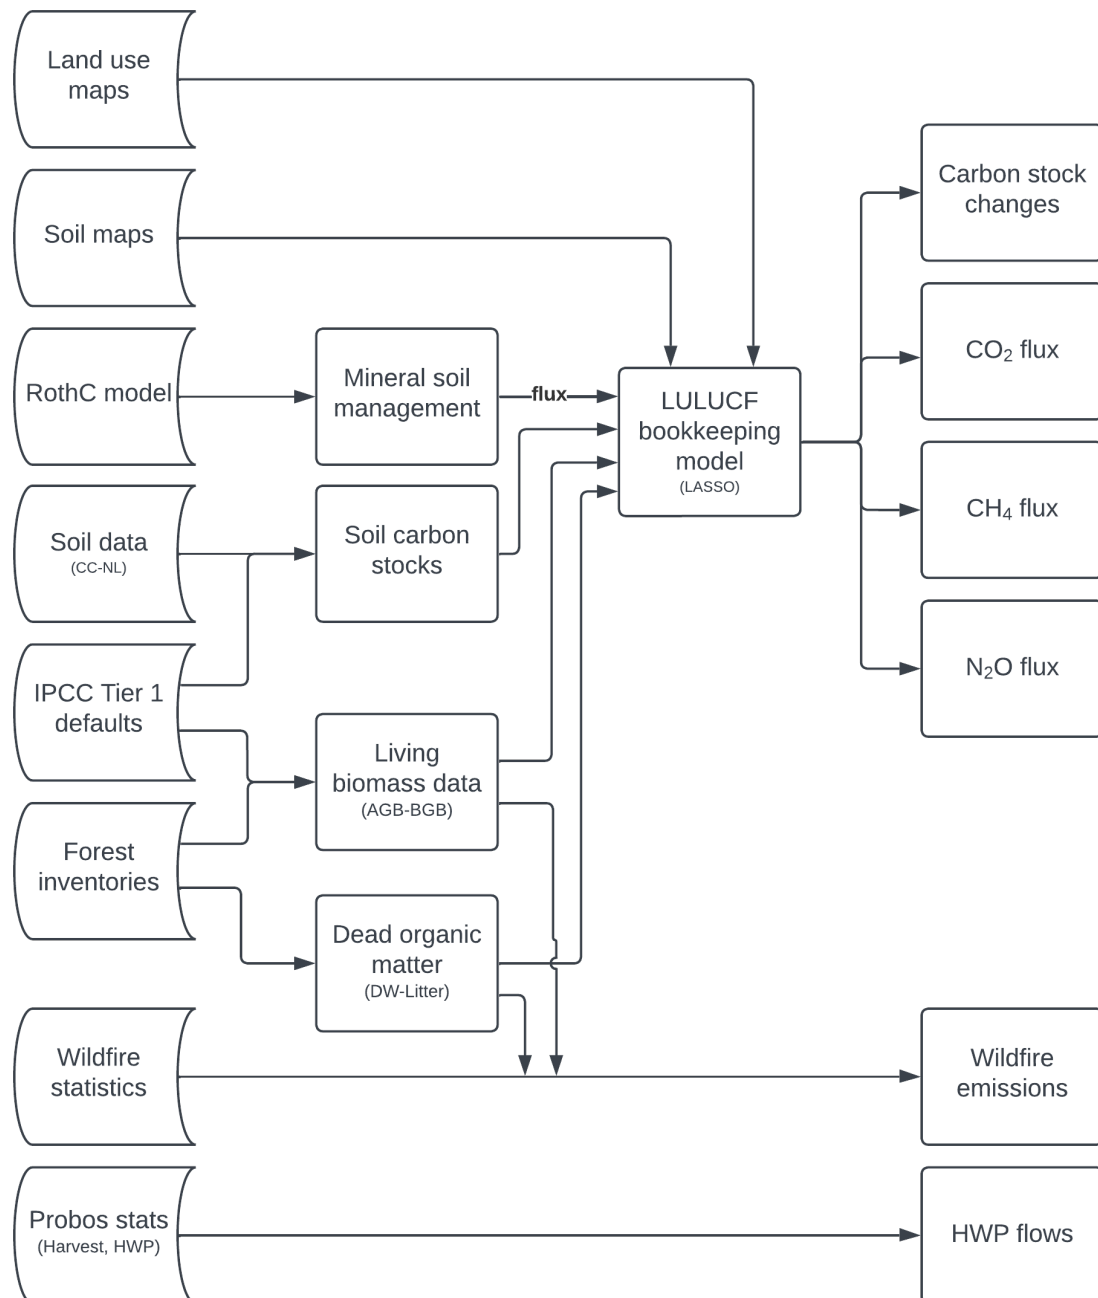 Land use
maps
Soil maps
RothC model
Mineral soil
management
flux
LULUCF
bookkeeping
model
(LASSO)
Carbon stock
changes
CO₂ flux
CH₄ flux
N₂O flux
Soil data
(CC-NL)
Soil carbon
stocks
IPCC Tier 1
defaults
Living
biomass data
(AGB-BGB)
Forest
inventories
Dead organic
matter
(DW-Litter)
Wildfire
statistics
Wildfire
emissions
Probos stats
(Harvest, HWP)
HWP flows